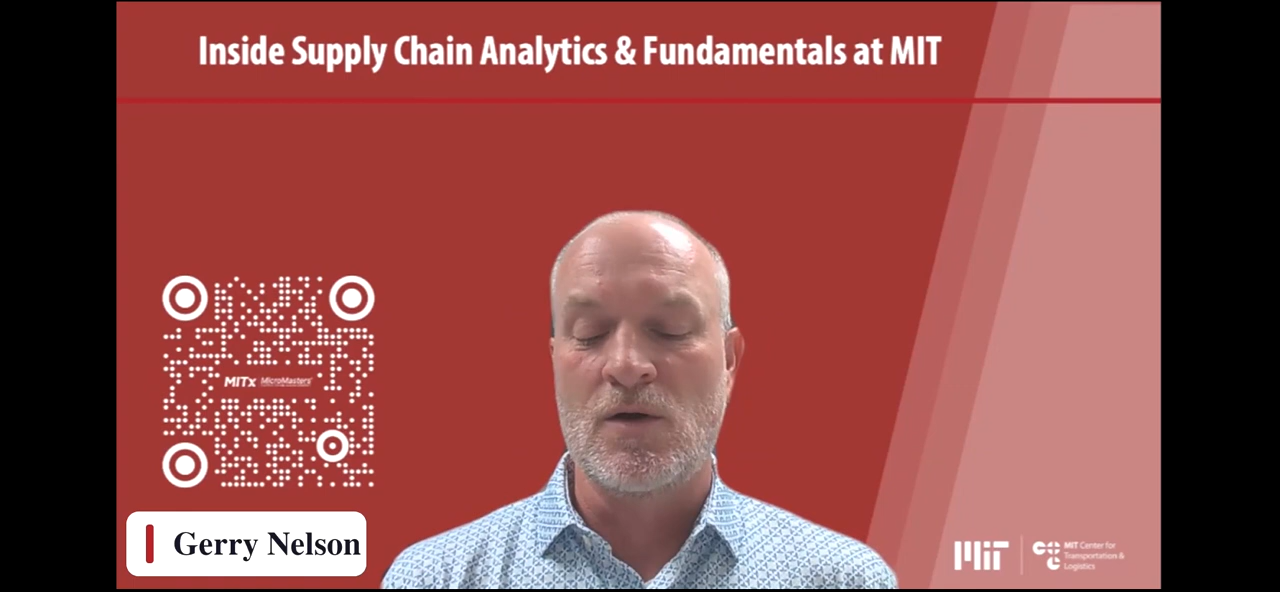 Inside Supply Chain Analytics & Fundamentals at MIT
MITx MicroMasters
Gerry Nelson
MIT
MIT Center for
Transportation &
Logistics